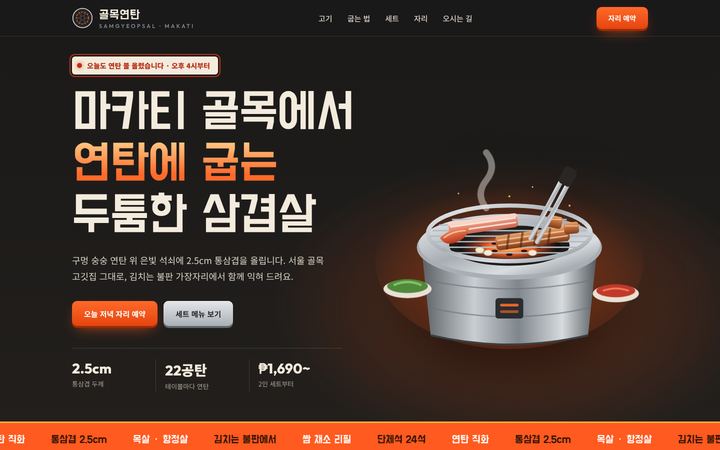 골목연탄
SAMGYEOPSAL · MAKATI
고기 굽는 법 세트 자리 오시는 길
자리 예약
오늘도 연탄 불 올렸습니다 · 오후 4시부터
마카티 골목에서
연탄에 굽는
두툼한 삼겹살
구멍 숭숭 연탄 위 은빛 석쇠에 2.5cm 통삼겹을 올립니다. 서울 골목
고깃집 그대로, 김치는 불판 가장자리에서 함께 익혀 드려요.
오늘 저녁 자리 예약 세트 메뉴 보기
2.5cm 22공탄 ₱1,690~
통삼겹 두께 테이블마다 연탄 2인 세트부터
탄 직화 통삼겹 2.5cm 목살 · 항정살 김치는 불판에서 쌈 채소 리필 단체석 24석 연탄 직화 통삼겹 2.5cm 목살 · 항정살 김치는 불판